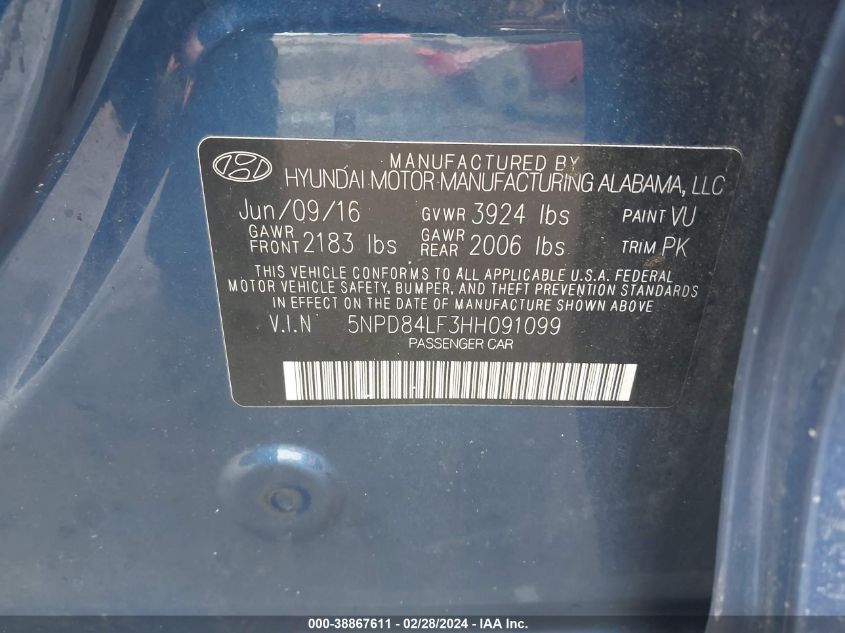 MANUFACTURED BY
HYUNDAI MOTOR MANUFACTURING ALABAMA, LLC
Jun/09/16 GVWR 3924 lbs PAINT VU
GAWR FRONT 2183 lbs GAWR REAR 2006 lbs TRIM PK
THIS VEHICLE CONFORMS TO ALL APPLICABLE U.S.A. FEDERAL
MOTOR VEHICLE SAFETY, BUMPER, AND THEFT PREVENTION STANDARDS
IN EFFECT ON THE DATE OF MANUFACTURE SHOWN ABOVE
V.I.N 5NPD84LF3HH091099
PASSENGER CAR
000-38867611 - 02/28/2024 - IAA, Inc.